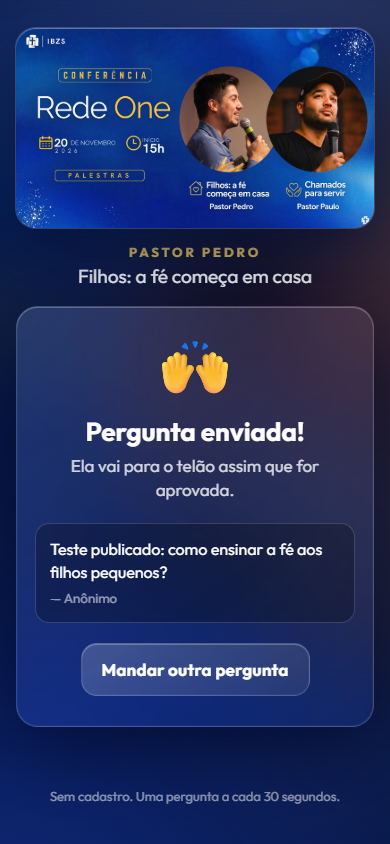 IBZS
CONFERÊNCIA
Rede One
20 DE NOVEMBRO
2026
INÍCIO
15h
PALESTRAS
Filhos: a fé
começa em casa
Pastor Pedro
Chamados
para servir
Pastor Paulo
PASTOR PEDRO
Filhos: a fé começa em casa
Pergunta enviada!
Ela vai para o telão assim que for
aprovada.
Teste publicado: como ensinar a fé aos
filhos pequenos?
— Anônimo
Mandar outra pergunta
Sem cadastro. Uma pergunta a cada 30 segundos.